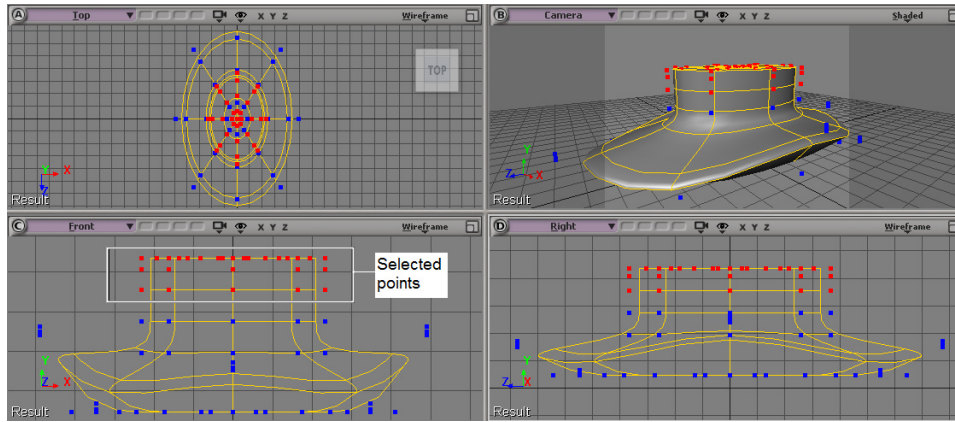 A Top X Y Z Wireframe
TOP
Y X
Z
Result
B Camera X Y Z Shaded
Y
Z X
Result
C Front X Y Z Wireframe
Selected
points
Y
Z X
Result
D Right X Y Z Wireframe
Y
Z X
Result